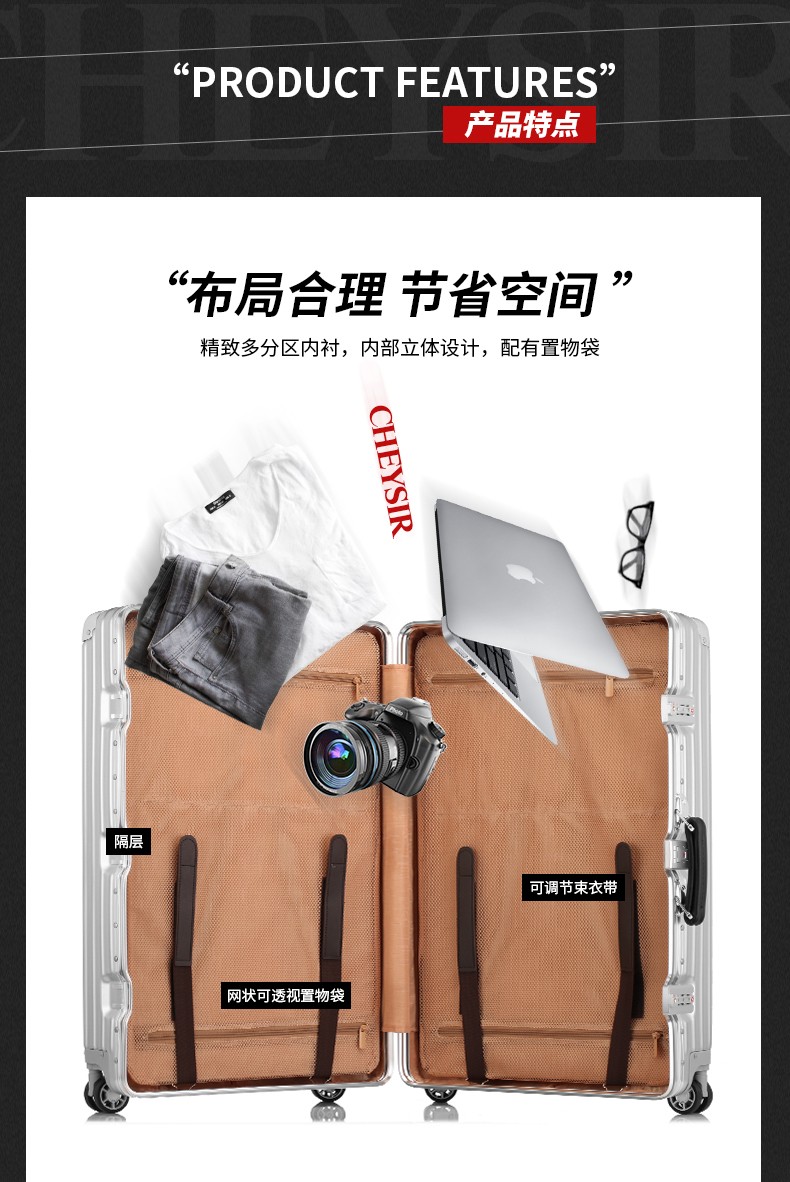 CHEYSIR
“PRODUCT FEATURES”
产品特点
“布局合理 节省空间”
精致多分区内衬，内部立体设计，配有置物袋
CHEYSIR
隔层
可调节束衣带
网状可透视置物袋